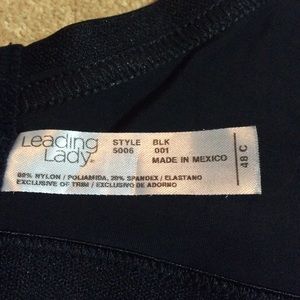 Leading Lady
STYLE 5006
BLK 001
MADE IN MEXICO
48 C
80% NYLON / POLIAMIDA, 20% SPANDEX / ELASTANO
EXCLUSIVE OF TRIM / EXCLUSIVO DE ADORNO